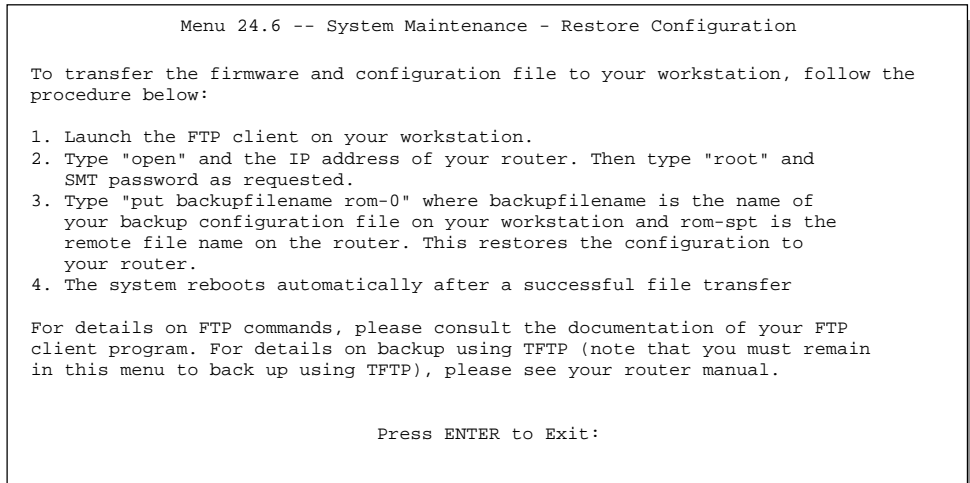 Menu 24.6 -- System Maintenance - Restore Configuration
To transfer the firmware and configuration file to your workstation, follow the
procedure below:
1. Launch the FTP client on your workstation.
2. Type "open" and the IP address of your router. Then type "root" and
SMT password as requested.
3. Type "put backupfilename rom-0" where backupfilename is the name of
your backup configuration file on your workstation and rom-spt is the
remote file name on the router. This restores the configuration to
your router.
4. The system reboots automatically after a successful file transfer
For details on FTP commands, please consult the documentation of your FTP
client program. For details on backup using TFTP (note that you must remain
in this menu to back up using TFTP), please see your router manual.
Press ENTER to Exit: